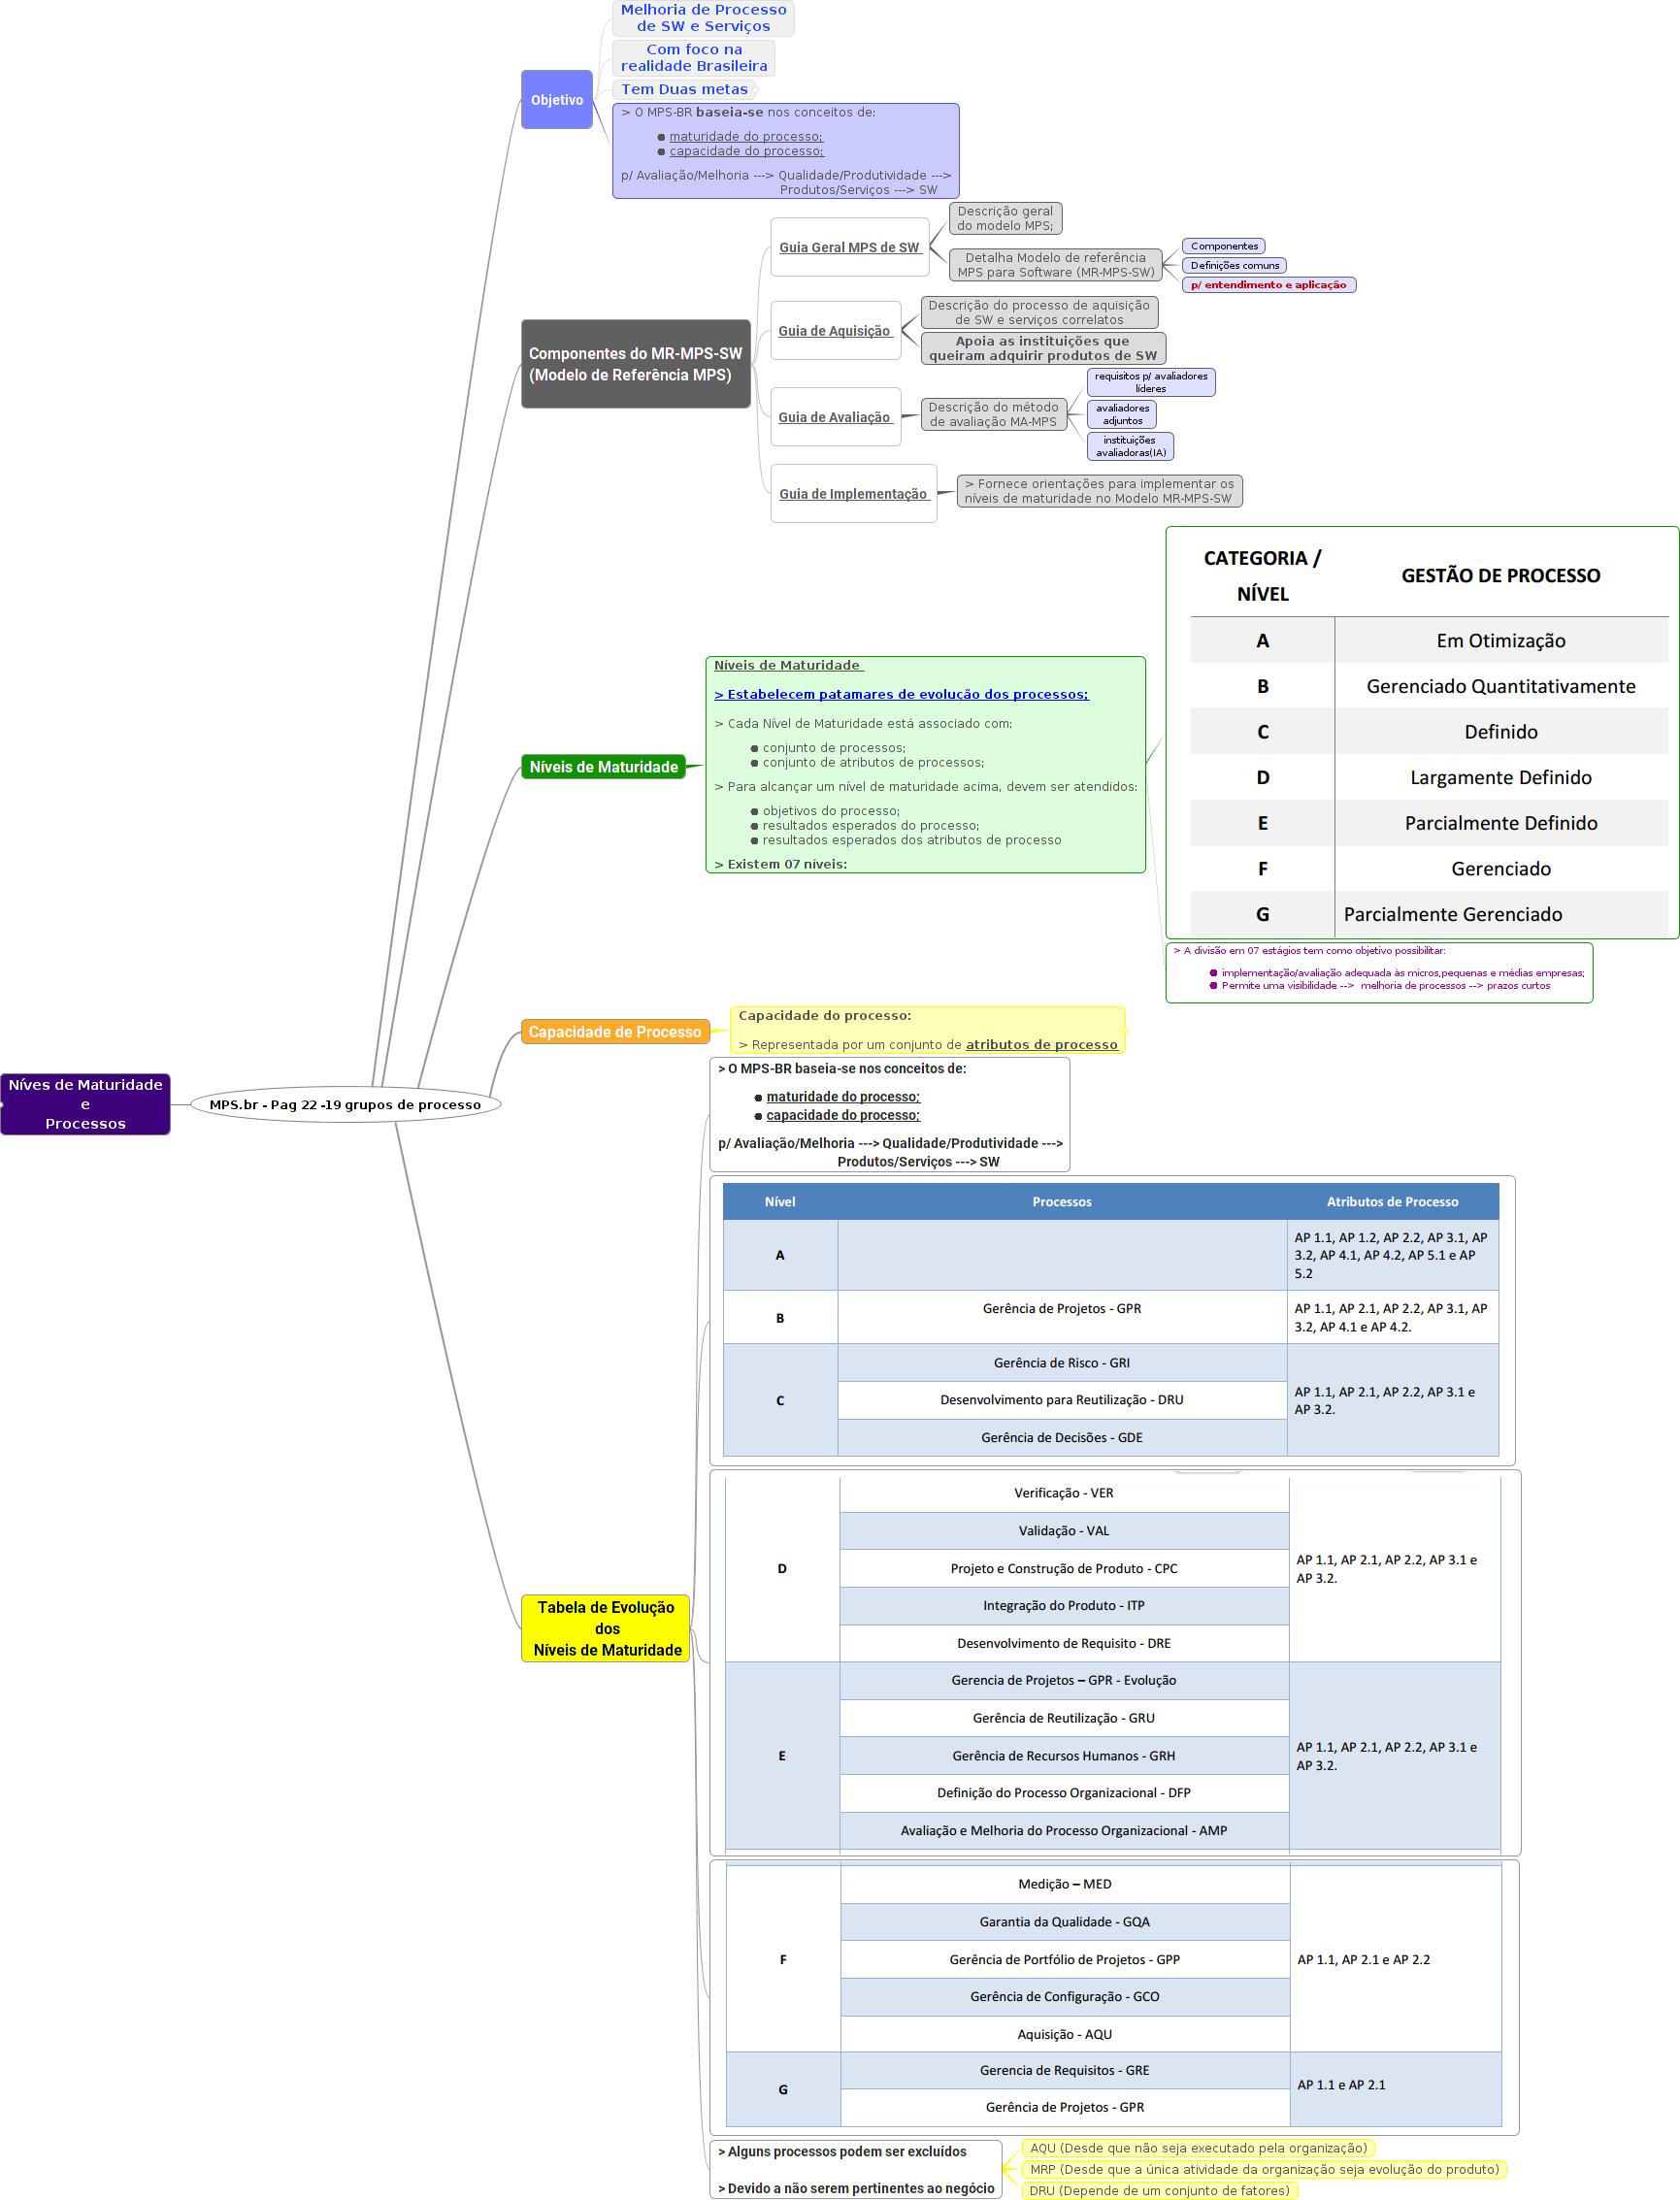 Melhoria de Processo
de SW e Serviços
Com foco na
realidade Brasileira
Tem Duas metas
Objetivo
> O MPS-BR baseia-se nos conceitos de:
● maturidade do processo;
● capacidade do processo;
p/ Avaliação/Melhoria ---> Qualidade/Produtividade --->
Produtos/Serviços ---> SW
Componentes do MR-MPS-SW
(Modelo de Referência MPS)
Guia Geral MPS de SW
Descrição geral
do modelo MPS;
Detalha Modelo de referência
MPS para Software (MR-MPS-SW)
Componentes
Definições comuns
p/ entendimento e aplicação
Guia de Aquisição
Descrição do processo de aquisição
de SW e serviços correlatos
Apoia as instituições que
queiram adquirir produtos de SW
Guia de Avaliação
Descrição do método
de avaliação MA-MPS
requisitos p/ avaliadores
líderes
avaliadores
adjuntos
instituições
avaliadoras(IA)
Guia de Implementação
> Fornece orientações para implementar os
níveis de maturidade no Modelo MR-MPS-SW
Níveis de Maturidade
Níveis de Maturidade
> Estabelecem patamares de evolução dos processos;
> Cada Nível de Maturidade está associado com:
● conjunto de processos;
● conjunto de atributos de processos;
> Para alcançar um nível de maturidade acima, devem ser atendidos:
● objetivos do processo;
● resultados esperados do processo;
● resultados esperados dos atributos de processo
> Existem 07 níveis:
CATEGORIA /
NÍVEL
GESTÃO DE PROCESSO
A Em Otimização
B Gerenciado Quantitativamente
C Definido
D Largamente Definido
E Parcialmente Definido
F Gerenciado
G Parcialmente Gerenciado
> A divisão em 07 estágios tem como objetivo possibilitar:
● implementação/avaliação adequada às micros,pequenas e médias empresas;
● Permite uma visibilidade --> melhoria de processos --> prazos curtos
Capacidade de Processo
Capacidade do processo:
> Representada por um conjunto de atributos de processo
Níves de Maturidade
e
Processos
MPS.br - Pag 22 -19 grupos de processo
Tabela de Evolução
dos
Níveis de Maturidade
> O MPS-BR baseia-se nos conceitos de:
● maturidade do processo;
● capacidade do processo;
p/ Avaliação/Melhoria ---> Qualidade/Produtividade --->
Produtos/Serviços ---> SW
Nível Processos Atributos de Processo
A
AP 1.1, AP 1.2, AP 2.2, AP 3.1, AP
3.2, AP 4.1, AP 4.2, AP 5.1 e AP
5.2
B
Gerência de Projetos - GPR
AP 1.1, AP 2.1, AP 2.2, AP 3.1, AP
3.2, AP 4.1 e AP 4.2.
C
Gerência de Risco - GRI
Desenvolvimento para Reutilização - DRU
Gerência de Decisões - GDE
AP 1.1, AP 2.1, AP 2.2, AP 3.1 e
AP 3.2.
D
Verificação - VER
Validação - VAL
Projeto e Construção de Produto - CPC
Integração do Produto - ITP
Desenvolvimento de Requisito - DRE
AP 1.1, AP 2.1, AP 2.2, AP 3.1 e
AP 3.2.
E
Gerencia de Projetos – GPR - Evolução
Gerência de Reutilização - GRU
Gerência de Recursos Humanos - GRH
Definição do Processo Organizacional - DFP
Avaliação e Melhoria do Processo Organizacional - AMP
AP 1.1, AP 2.1, AP 2.2, AP 3.1 e
AP 3.2.
F
Medição – MED
Garantia da Qualidade - GQA
Gerência de Portfólio de Projetos - GPP
Gerência de Configuração - GCO
Aquisição - AQU
AP 1.1, AP 2.1 e AP 2.2
G
Gerencia de Requisitos - GRE
Gerência de Projetos - GPR
AP 1.1 e AP 2.1
> Alguns processos podem ser excluídos
> Devido a não serem pertinentes ao negócio
AQU (Desde que não seja executado pela organização)
MRP (Desde que a única atividade da organização seja evolução do produto)
DRU (Depende de um conjunto de fatores)